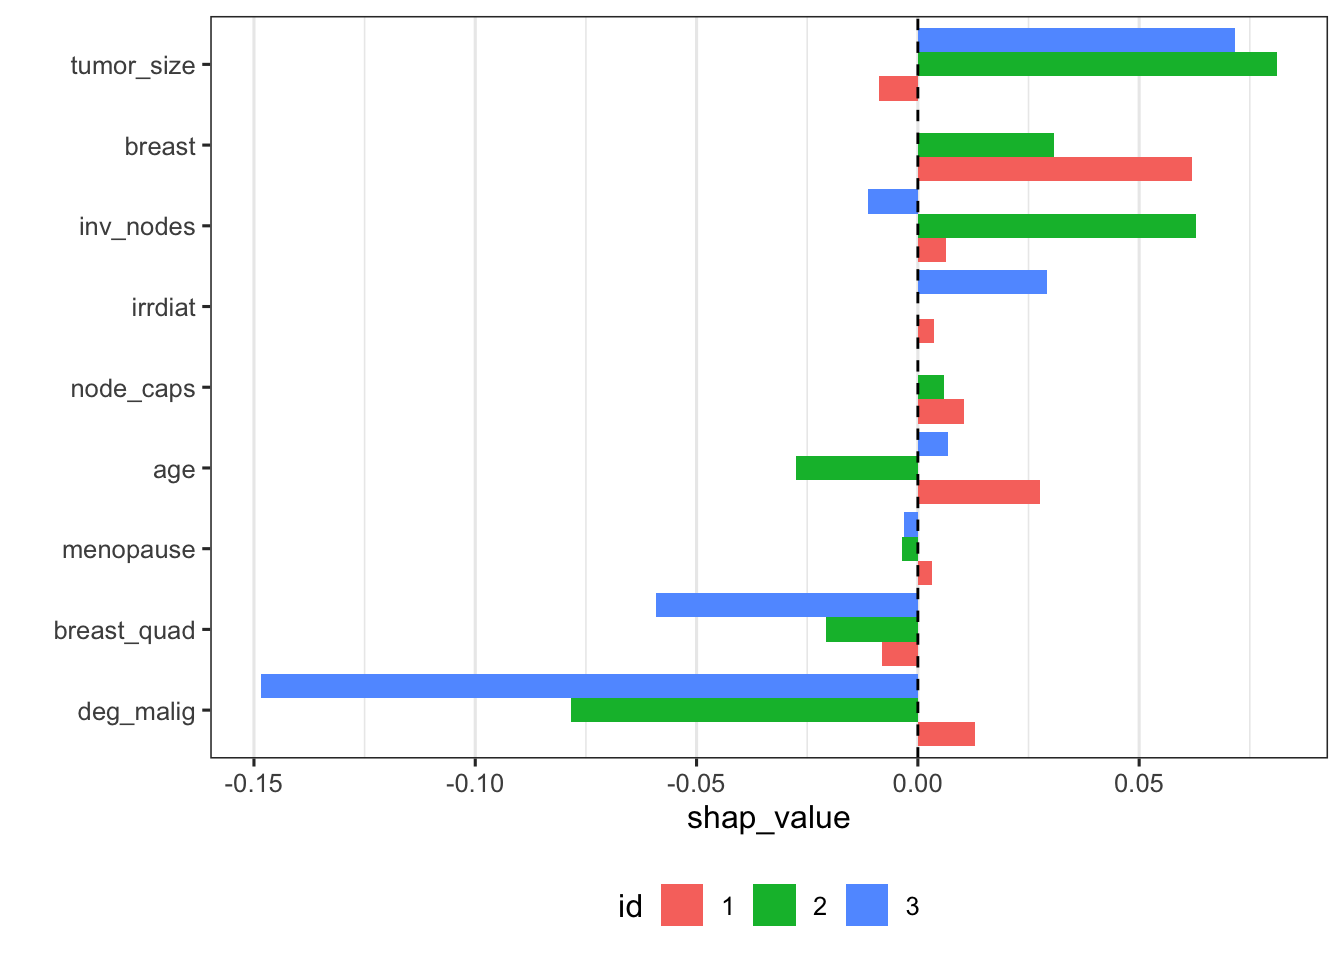 tumor_size
breast
inv_nodes
irrdiat
node_caps
age
menopause
breast_quad
deg_malig
-0.15 -0.10 -0.05 0.00 0.05
shap_value
id 1 2 3